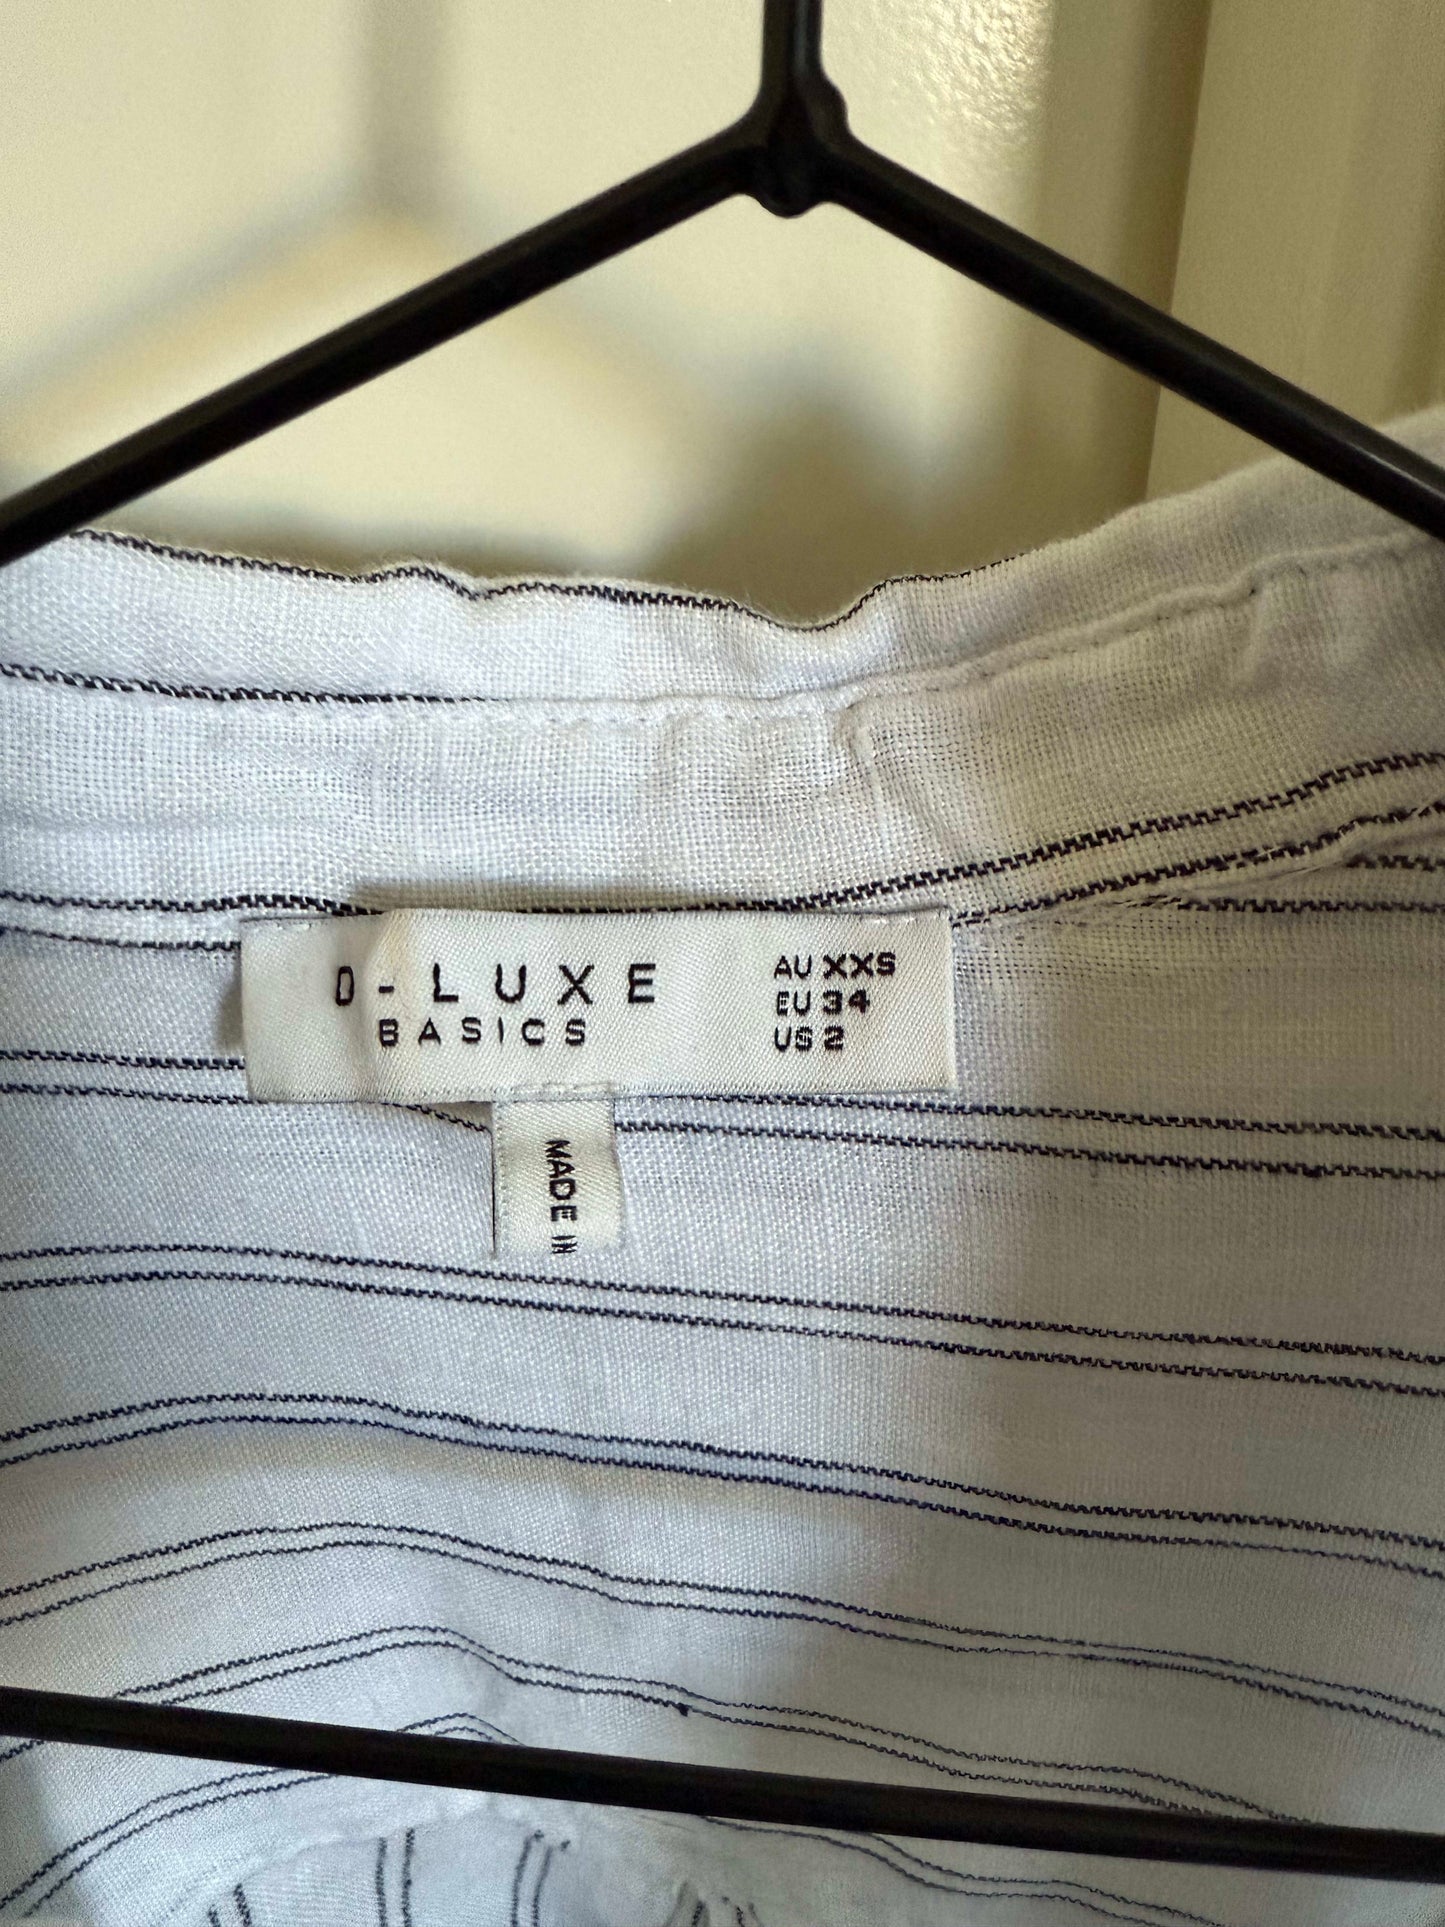 D-LUXE
BASICS
AU XXS
EU 34
US 2
MADE IN